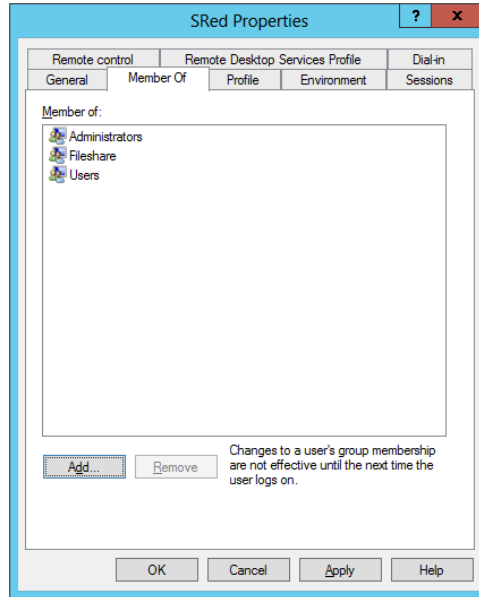 SRed Properties
?
x
Remote control
Remote Desktop Services Profile
Dial-in
General
Member Of
Profile
Environment
Sessions
Member of:
Administrators
Fileshare
Users
Add...
Remove
Changes to a user's group membership
are not effective until the next time the
user logs on.
OK
Cancel
Apply
Help